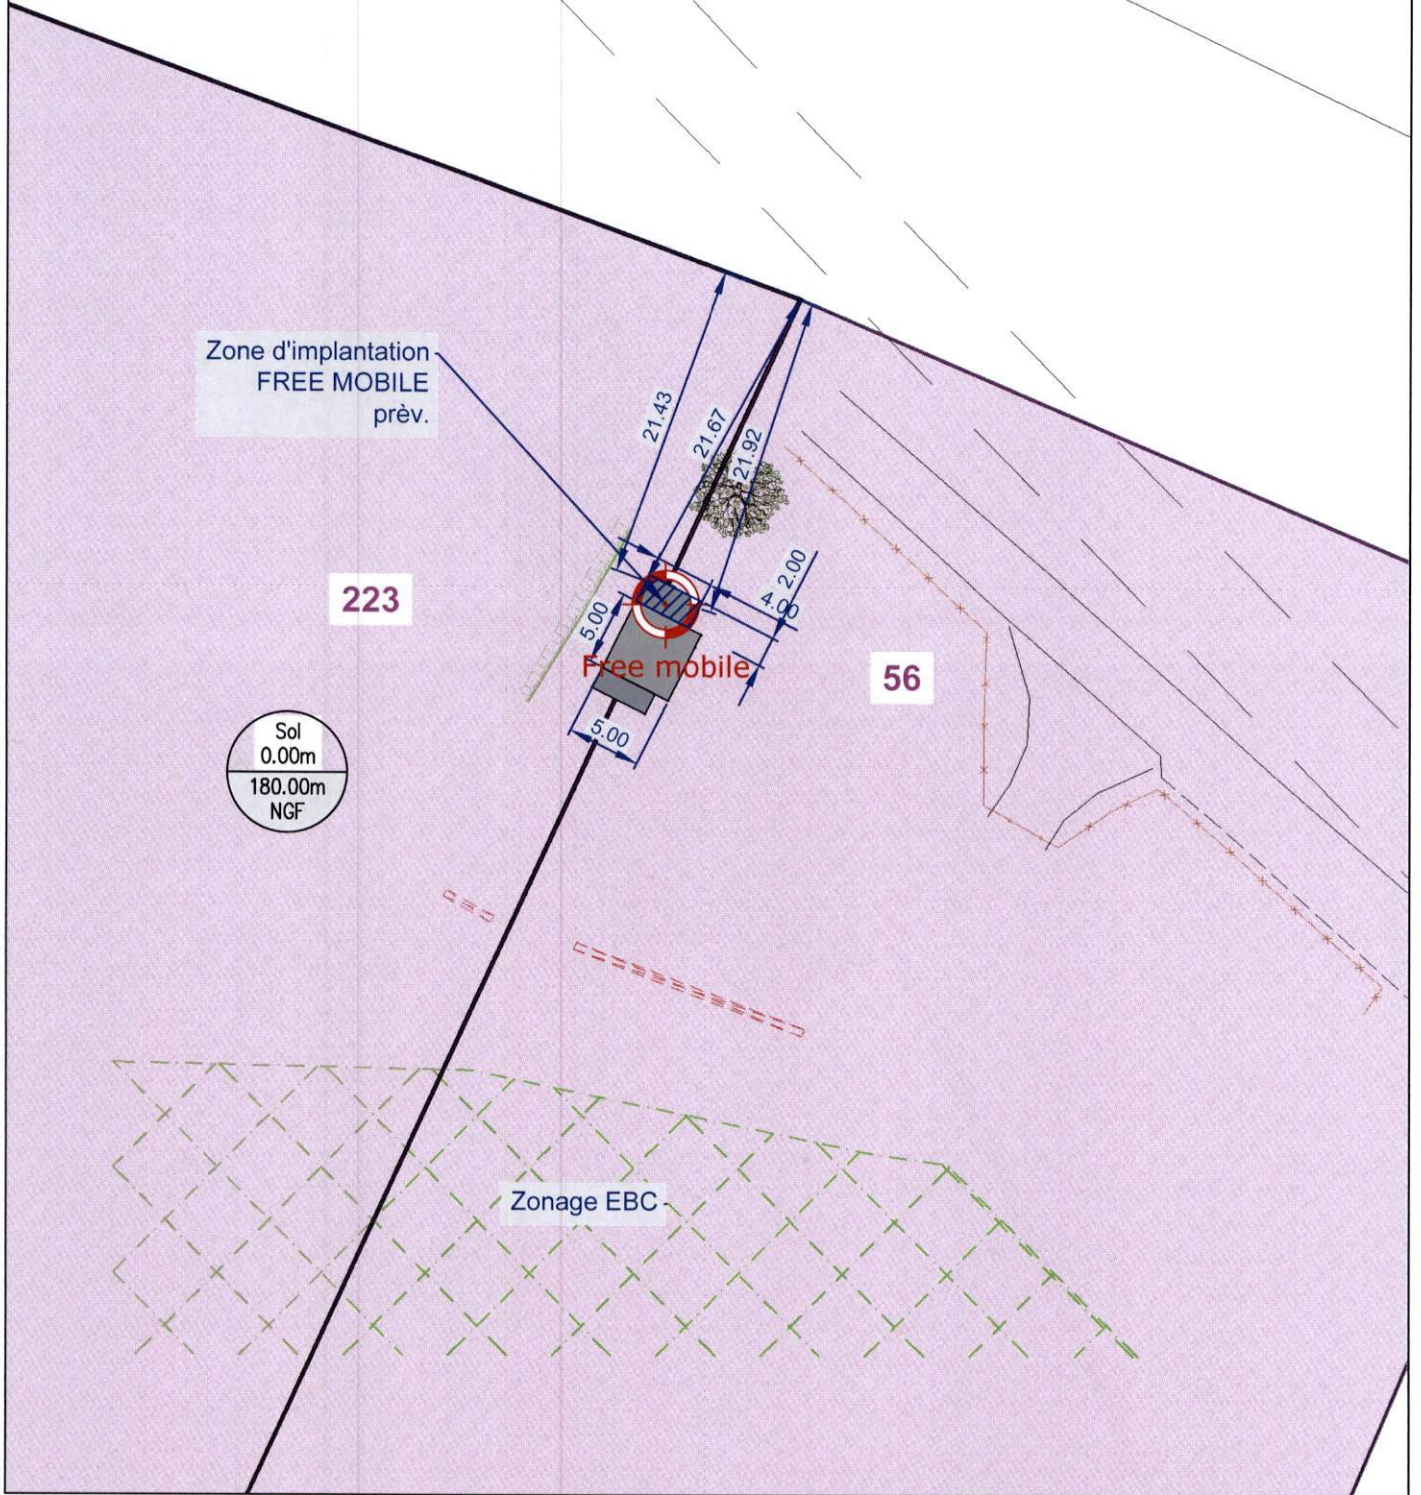 Zone d'implantation
FREE MOBILE
prèv.
21.43
21.67
21.92
2.00
4.00
5.00
223
Free mobile
56
5.00
Sol
0.00m
180.00m
NGF
Zonage EBC